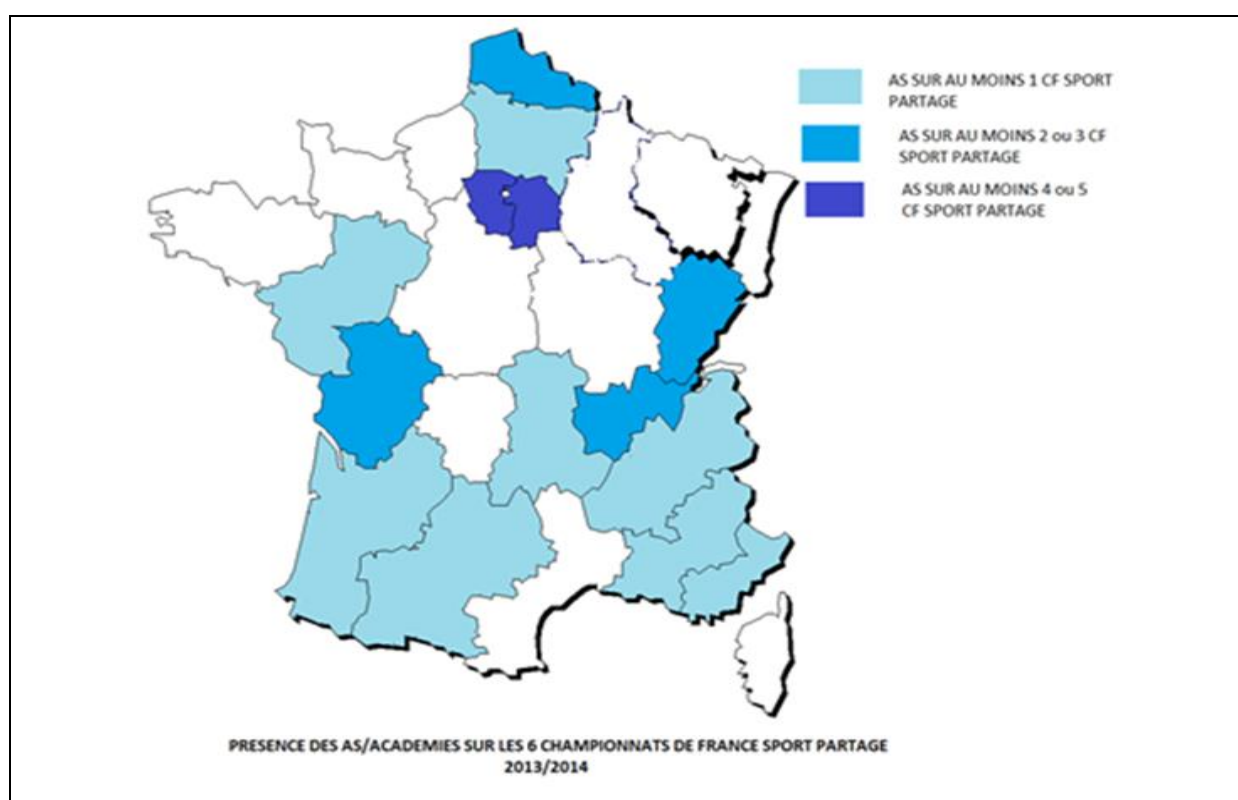 AS SUR AU MOINS 1 CF SPORT
PARTAGE
AS SUR AU MOINS 2 ou 3 CF
SPORT PARTAGE
AS SUR AU MOINS 4 ou 5
CF SPORT PARTAGE
PRESENCE DES AS/ACADEMIES SUR LES 6 CHAMPIONNATS DE FRANCE SPORT PARTAGE
2013/2014